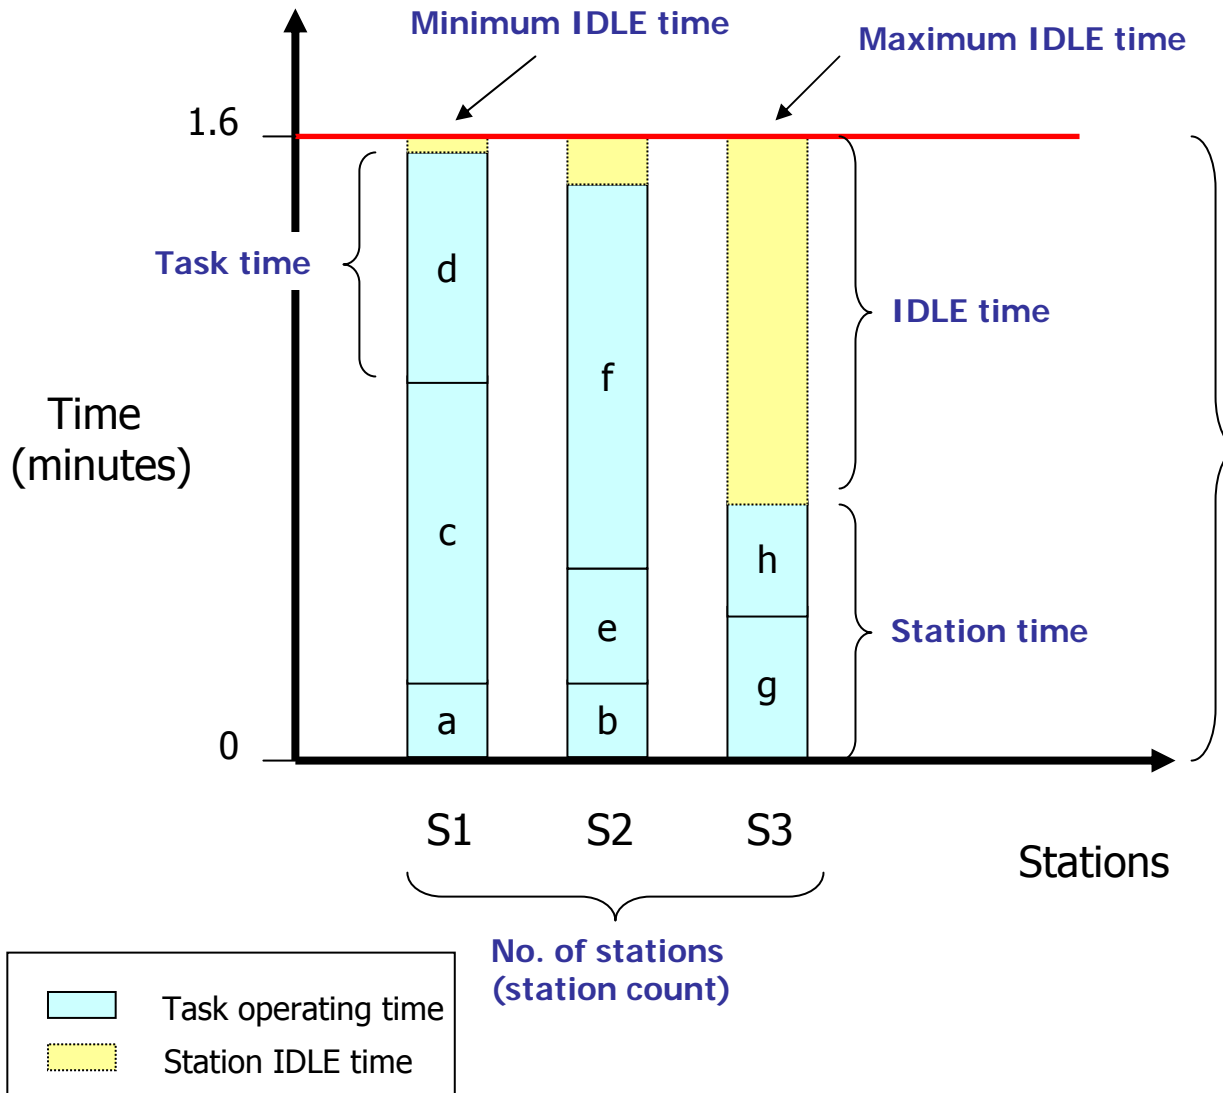 Minimum IDLE time
Maximum IDLE time
1.6
Task time
d
IDLE time
f
Time
(minutes)
c
h
e
Station time
g
a
b
0
S1
S2
S3
Stations
No. of stations
(station count)
Task operating time
Station IDLE time